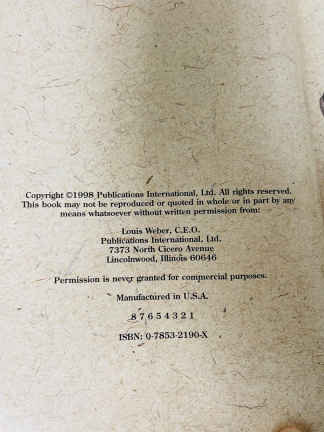 Copyright ©1998 Publications International, Ltd. All rights reserved.
This book may not be reproduced or quoted in whole or in part by any
means whatsoever without written permission from:
Louis Weber, C.E.O.
Publications International, Ltd.
7373 North Cicero Avenue
Lincolnwood, Illinois 60646
Permission is never granted for commercial purposes.
Manufactured in U.S.A.
8 7 6 5 4 3 2 1
ISBN: 0-7853-2190-X